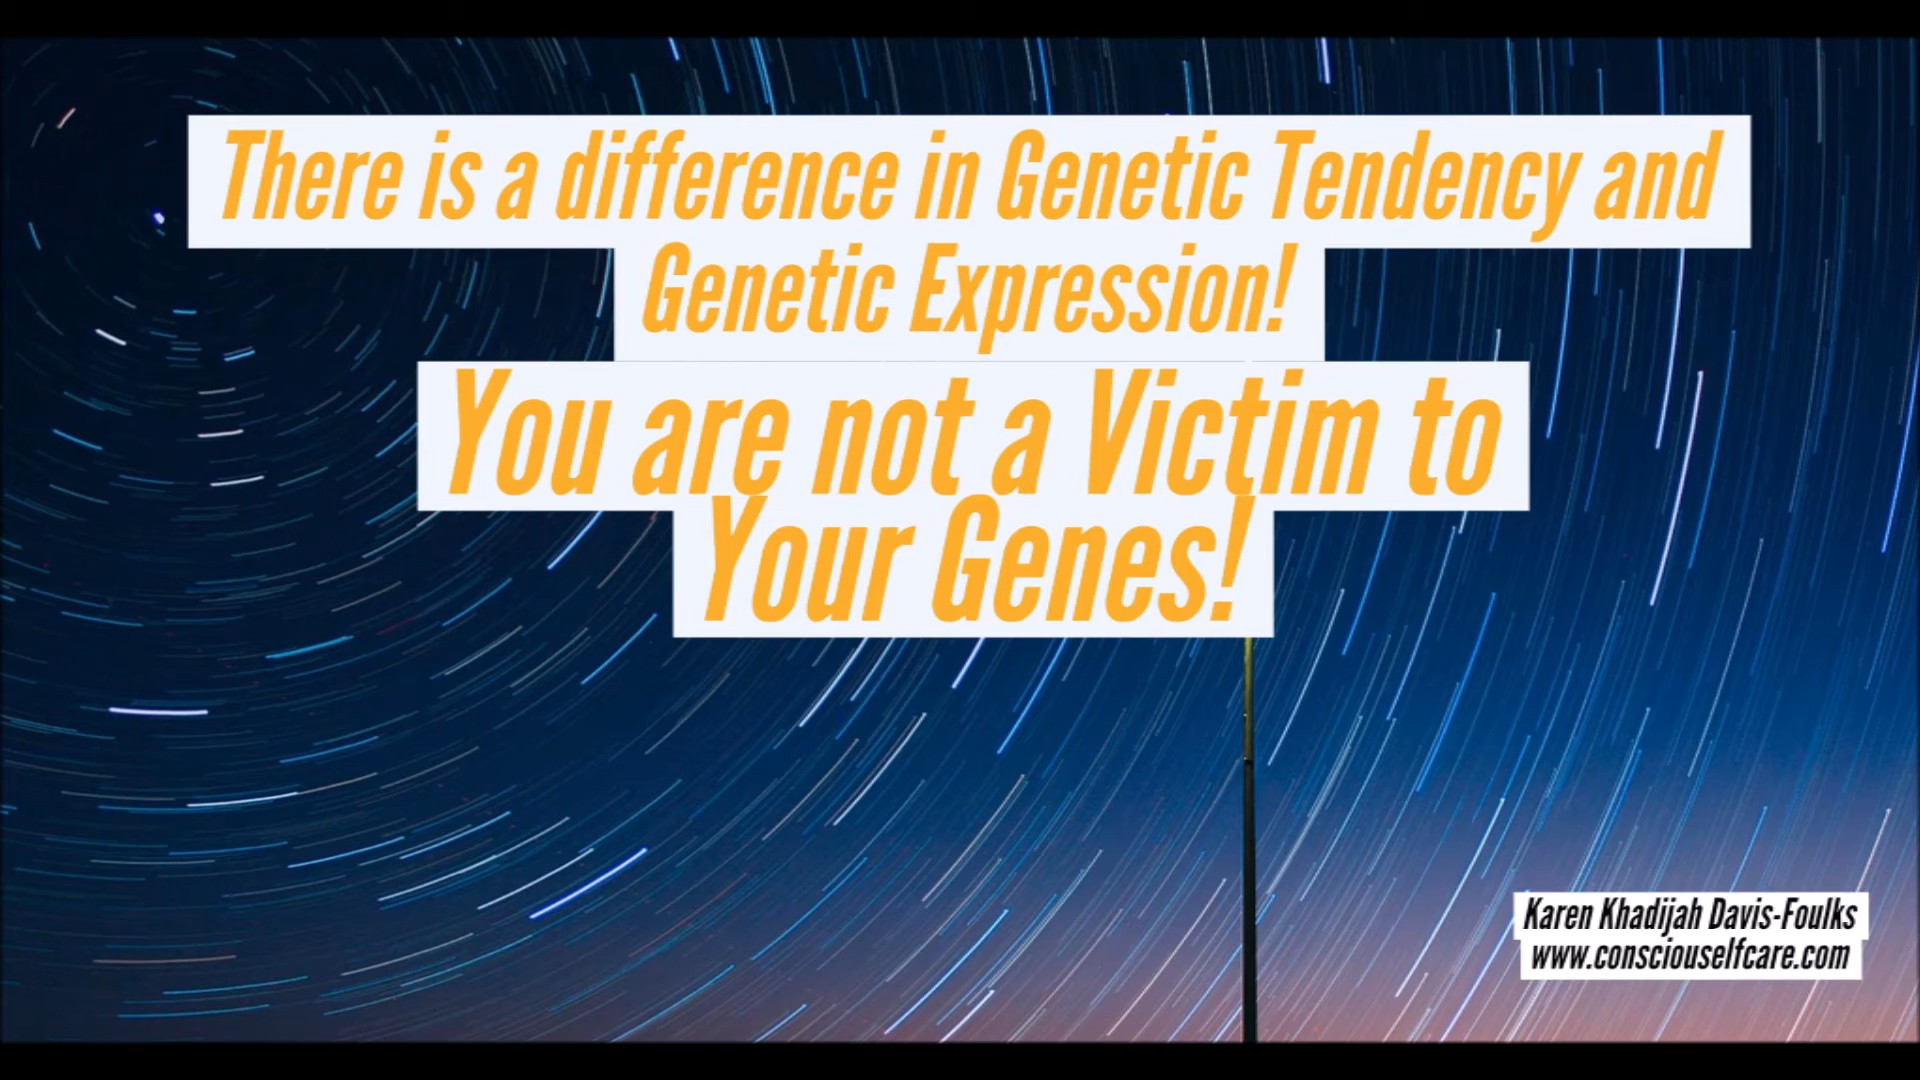 There is a difference in Genetic Tendency and
Genetic Expression!
You are not a Victim to
Your Genes!
Karen Khadijah Davis-Foulks
www.consciouselfcare.com